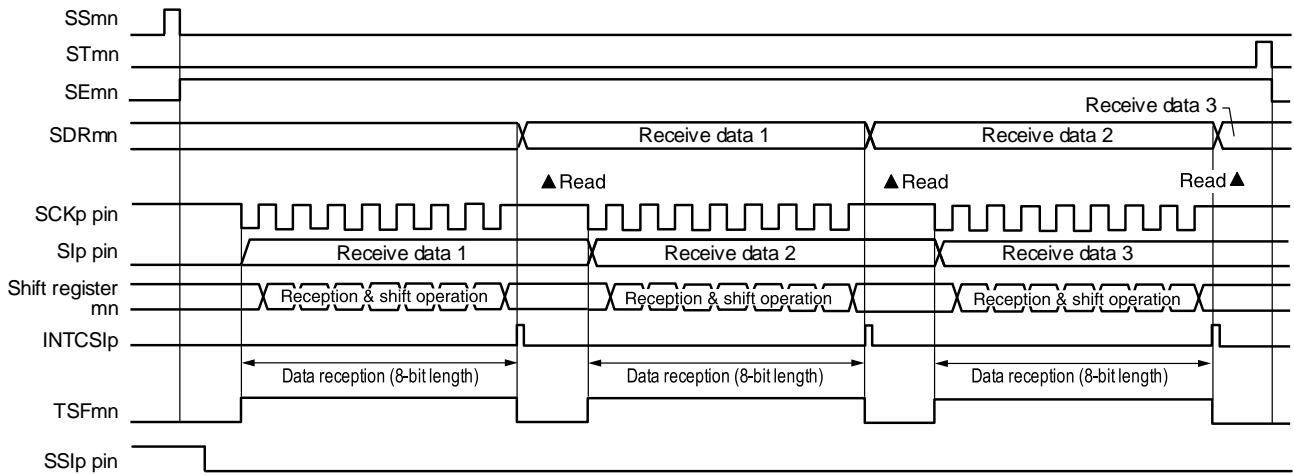 SSmn
STmn
SEmn
Receive data 3
SDRmn Receive data 1 Receive data 2
▲Read ▲Read Read▲
SCKp pin
SIp pin Receive data 1 Receive data 2 Receive data 3
Shift register
mn
Reception & shift operation Reception & shift operation Reception & shift operation
INTCSIp
Data reception (8-bit length) Data reception (8-bit length) Data reception (8-bit length)
TSFmn
SSIp pin